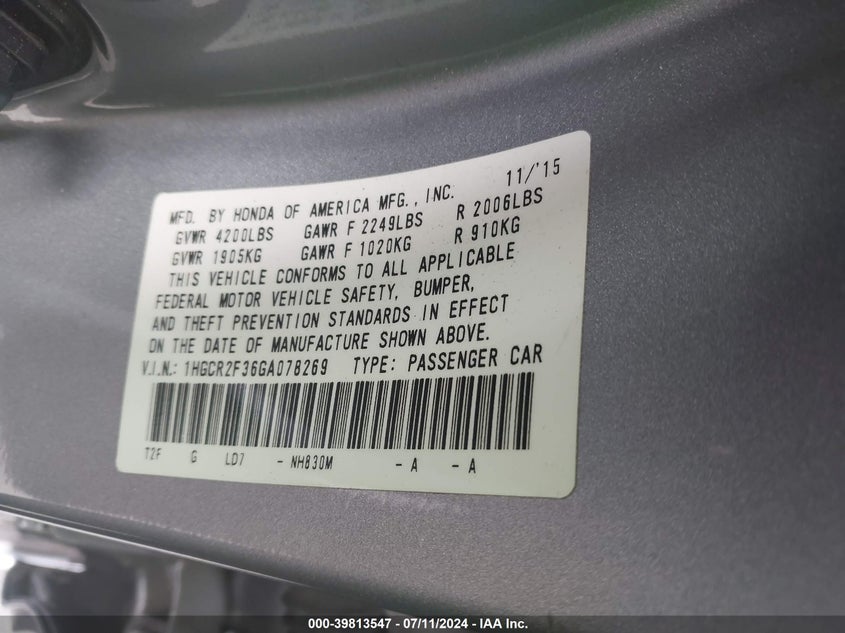 MFD. BY HONDA OF AMERICA MFG., INC. 11/'15
GVWR 4200LBS GAWR F 2249LBS R 2006LBS
GVWR 1905KG GAWR F 1020KG R 910KG
THIS VEHICLE CONFORMS TO ALL APPLICABLE
FEDERAL MOTOR VEHICLE SAFETY, BUMPER,
AND THEFT PREVENTION STANDARDS IN EFFECT
ON THE DATE OF MANUFACTURE SHOWN ABOVE.
V.I.N.: 1HGCR2F36GA078269 TYPE: PASSENGER CAR
T2F G LD7 - NH830M - A - A
000-39813547 - 07/11/2024 - IAA Inc.